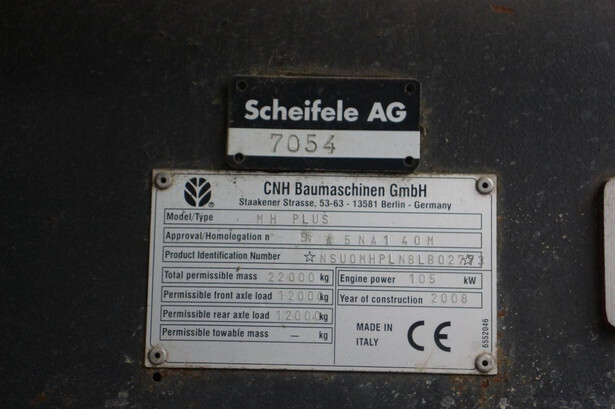 Scheifele AG
7054
CNH Baumaschinen GmbH
Staakener Strasse, 53-63 - 13581 Berlin - Germany
Model/Type MH PLUS
Approval/Homologation n° 5NA140M
Product Identification Number
Total permissible mass 22000 kg
Permissible front axle load 12000 kg
Permissible rear axle load 12000 kg
Permissible towable mass — kg
Engine power 105 kW
Year of construction 2008
MADE IN
ITALY
CE
6552046